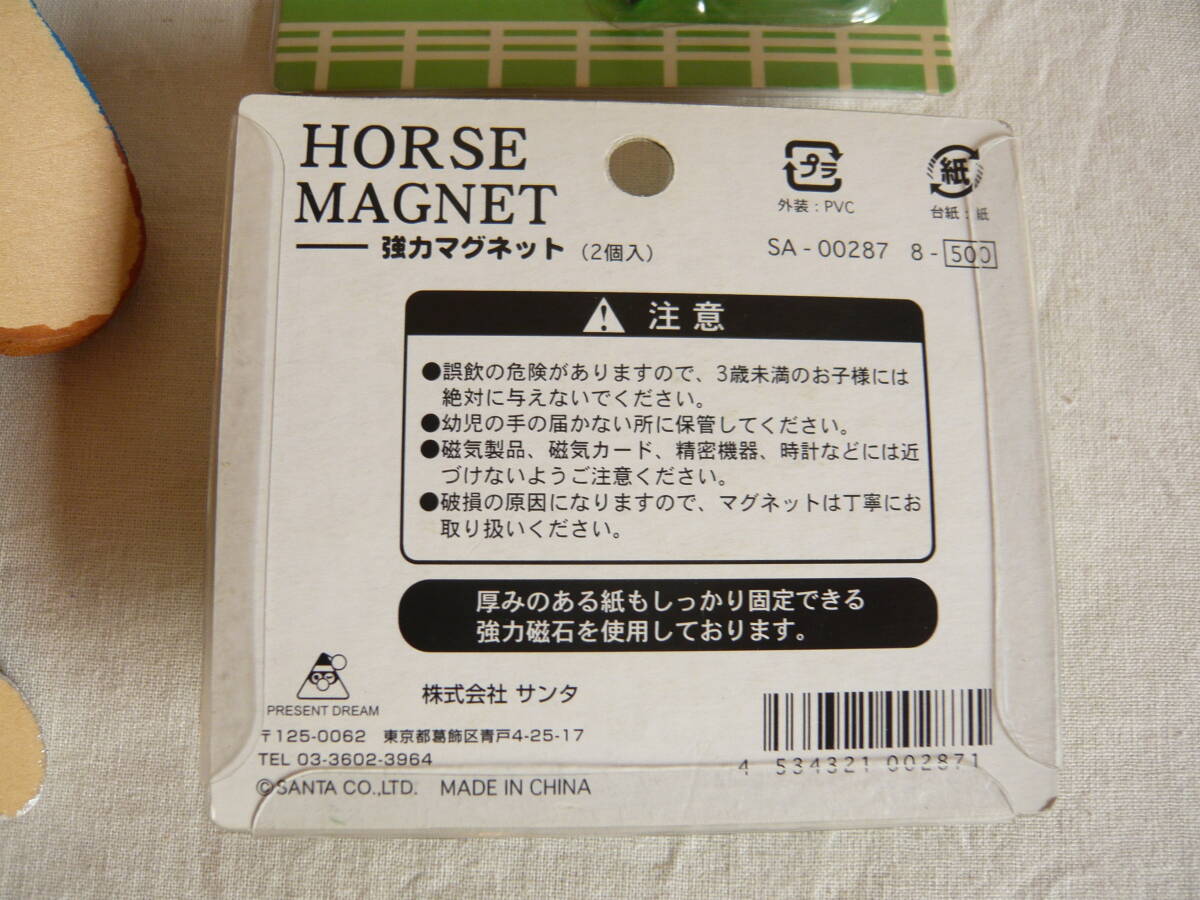 HORSE
MAGNET
強力マグネット (2個入)
プラ
外装:PVC
紙
台紙:紙
SA-00287 8-500
注意
●誤飲の危険がありますので、3歳未満のお子様には
絶対に与えないでください。
●幼児の手の届かない所に保管してください。
●磁気製品、磁気カード、精密機器、時計などには近
づけないようご注意ください。
●破損の原因になりますので、マグネットは丁寧にお
取り扱いください。
厚みのある紙もしっかり固定できる
強力磁石を使用しております。
PRESENT DREAM
株式会社 サンタ
〒125-0062 東京都葛飾区青戸4-25-17
TEL 03-3602-3964
©SANTA CO.,LTD. MADE IN CHINA
4 534321 002871